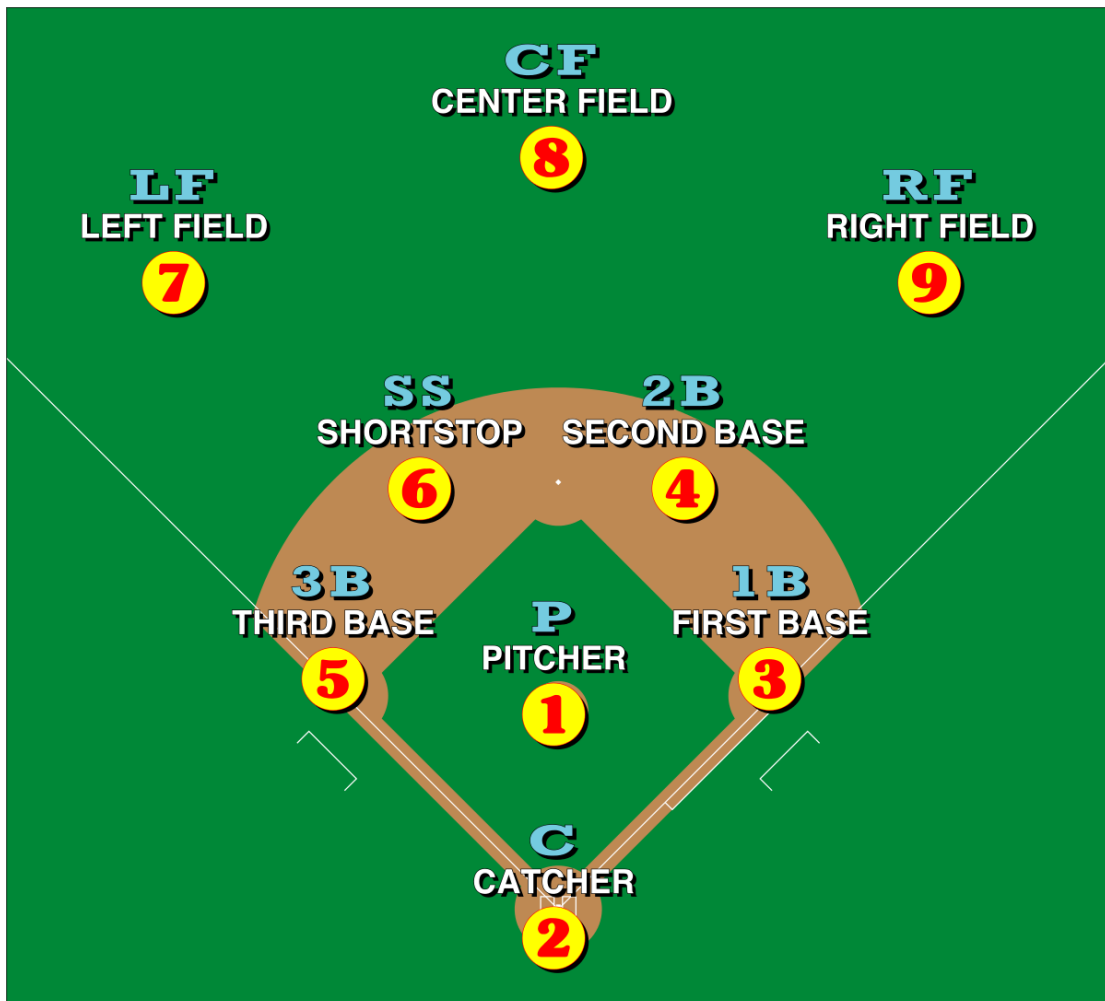 CF
CENTER FIELD
8
LF
LEFT FIELD
7
RF
RIGHT FIELD
9
SS
SHORTSTOP
6
2B
SECOND BASE
4
3B
THIRD BASE
5
P
PITCHER
1
1B
FIRST BASE
3
C
CATCHER
2